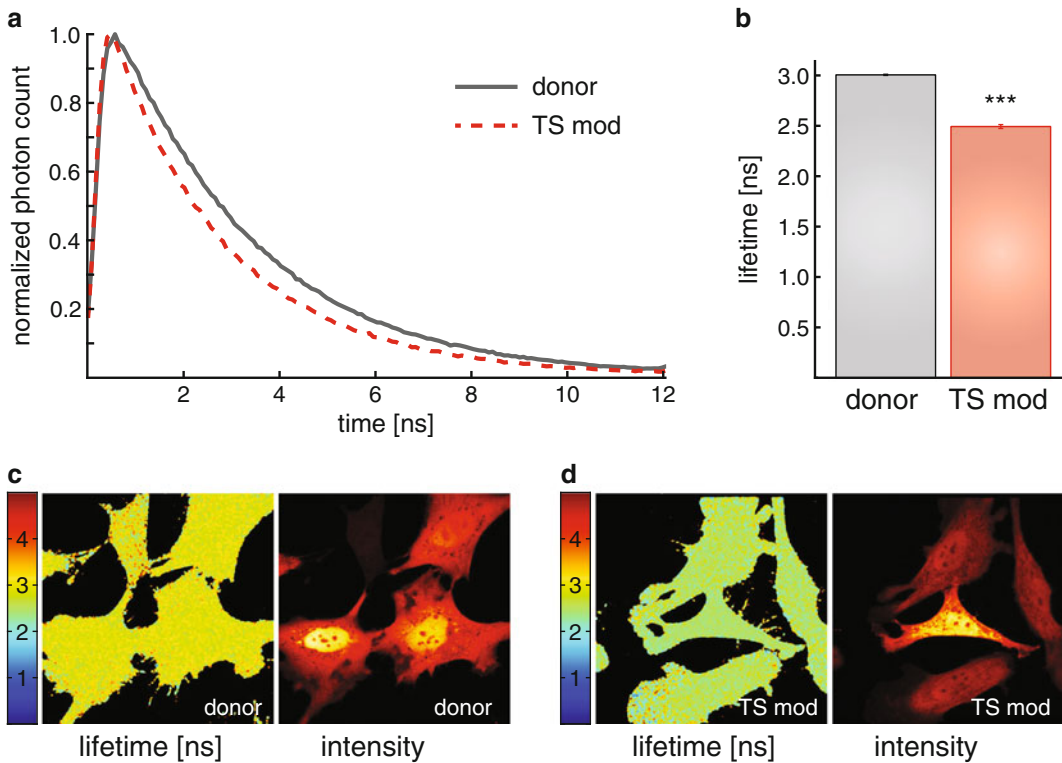 a
normalized photon count
1.0
0.8
0.6
0.4
0.2
2
4
6
8
10
12
time [ns]
donor
TS mod
b
lifetime [ns]
3.0
2.5
2.0
1.5
1.0
0.5
***
donor
TS mod
c
4
3
2
1
donor
donor
lifetime [ns]
intensity
d
4
3
2
1
TS mod
TS mod
lifetime [ns]
intensity